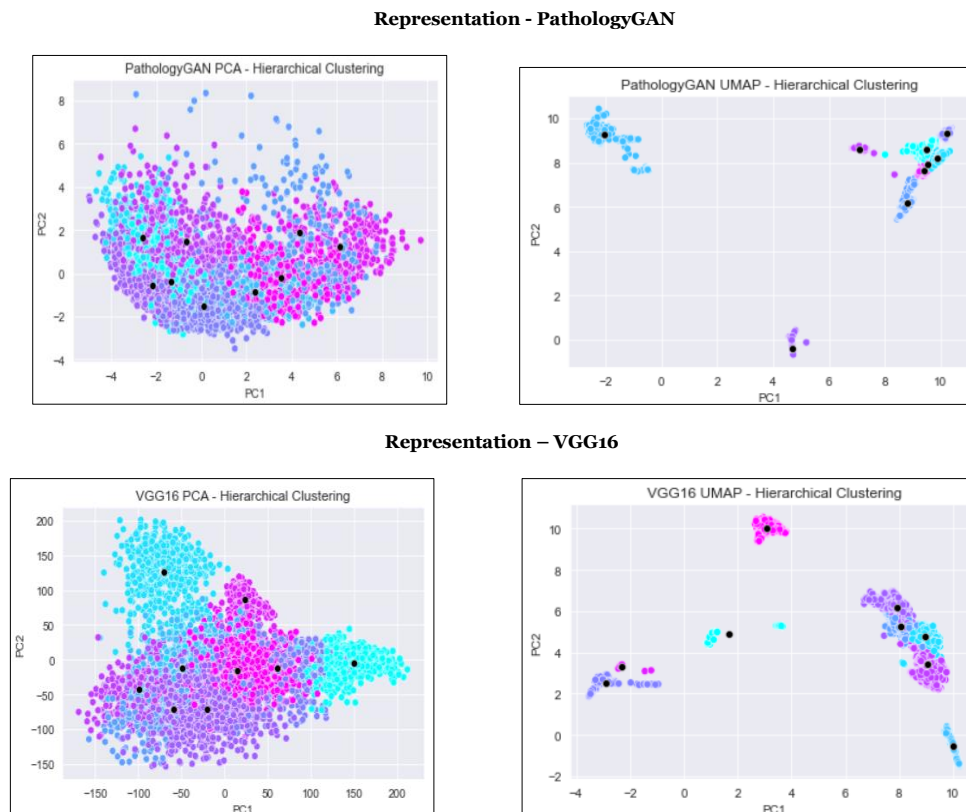 Representation - PathologyGAN
PathologyGAN PCA - Hierarchical Clustering
8
6
4
2
0
−2
−4
PC2
−4 −2 0 2 4 6 8 10
PC1
PathologyGAN UMAP - Hierarchical Clustering
10
8
6
4
2
0
PC2
−2 0 2 4 6 8 10
PC1
Representation – VGG16
VGG16 PCA - Hierarchical Clustering
200
150
100
50
0
−50
−100
−150
PC2
−150 −100 −50 0 50 100 150 200
PC1
VGG16 UMAP - Hierarchical Clustering
10
8
6
4
2
0
−2
PC2
−4 −2 0 2 4 6 8 10
PC1